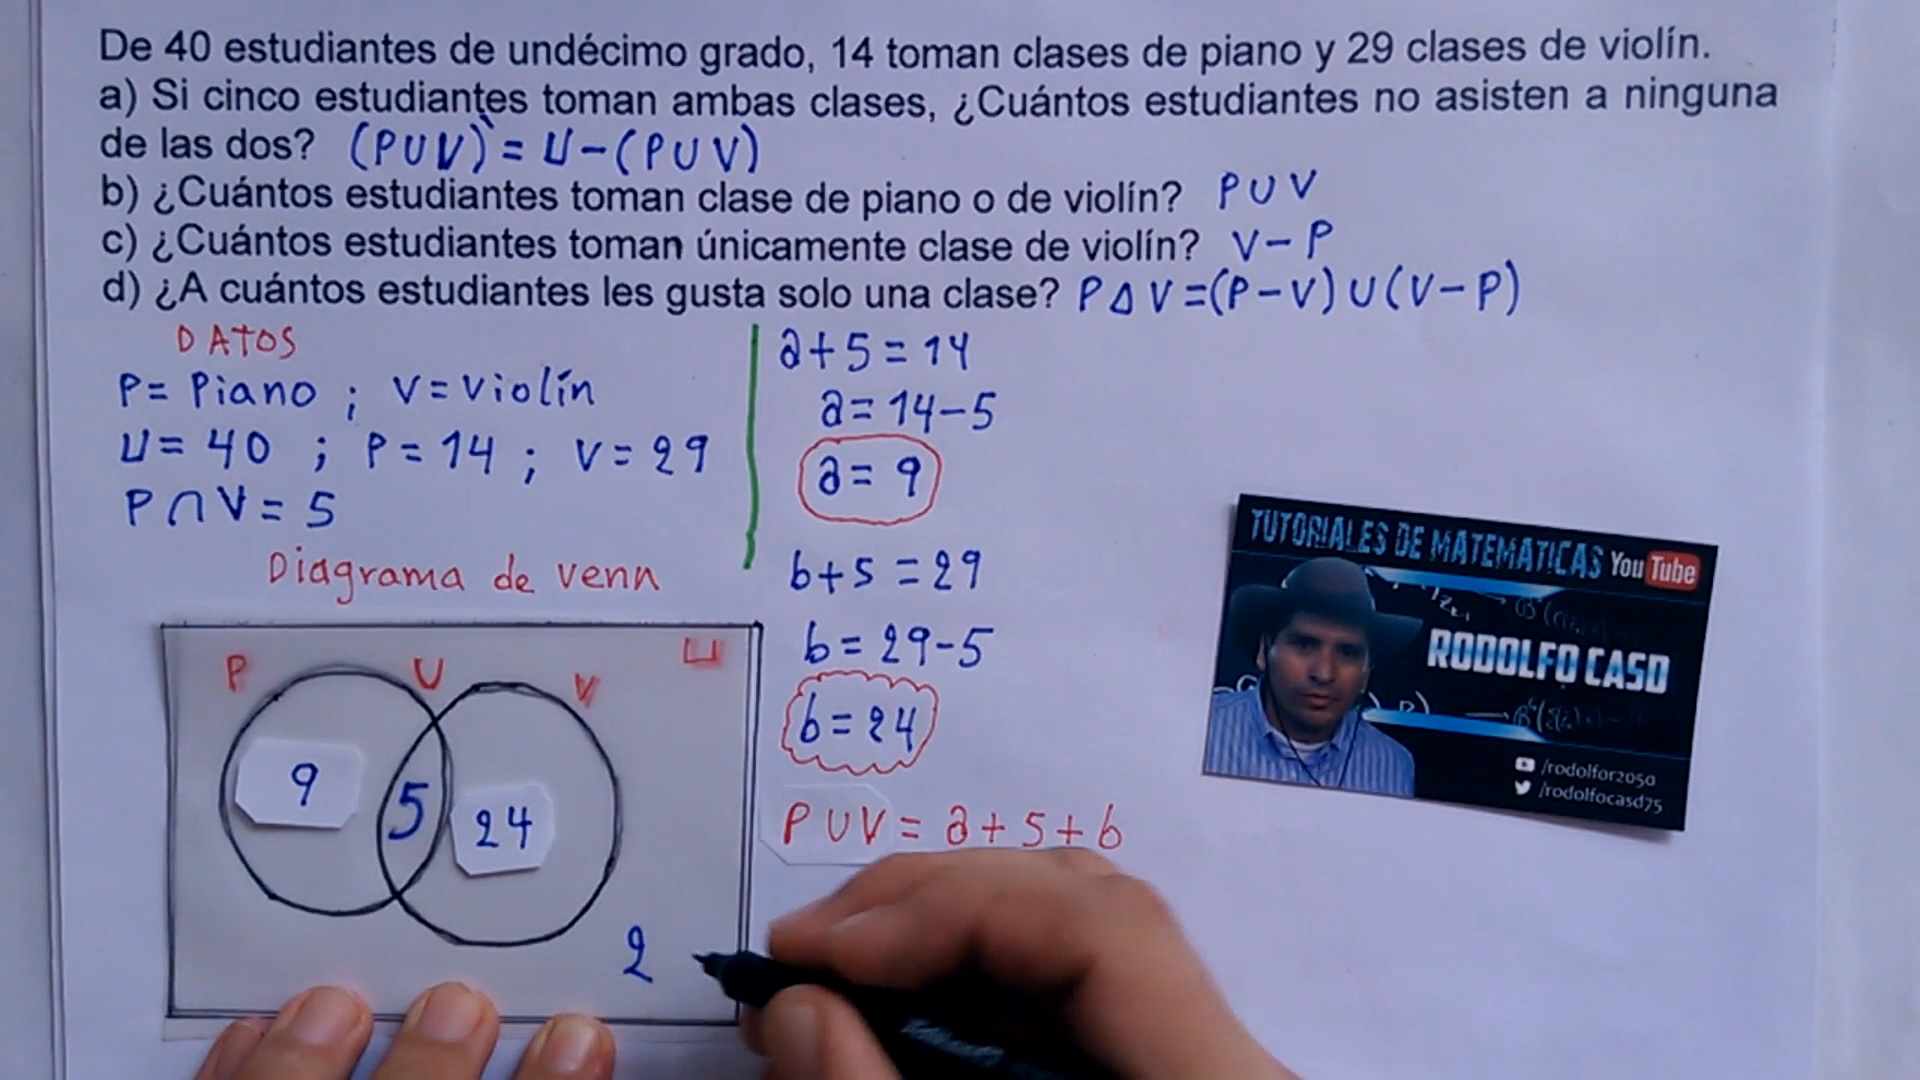 De 40 estudiantes de undécimo grado, 14 toman clases de piano y 29 clases de violín.
a) Si cinco estudiantes toman ambas clases, ¿Cuántos estudiantes no asisten a ninguna
de las dos? (P∪V)` = U-(P∪V)
b) ¿Cuántos estudiantes toman clase de piano o de violín? P∪V
c) ¿Cuántos estudiantes toman únicamente clase de violín? V-P
d) ¿A cuántos estudiantes les gusta solo una clase? P△V=(P-V)∪(V-P)
DATOS
P= Piano ; V=Violín
U= 40 ; P=14 ; V=29
P∩V= 5
Diagrama de venn
P U V U
9 5 24
2
a+5=14
a=14-5
a= 9
b+5=29
b=29-5
b=24
P∪V= a+5+b
TUTORIALES DE MATEMATICAS YouTube
RODOLFO CASD
/rodolfor2050
/rodolfocasd75